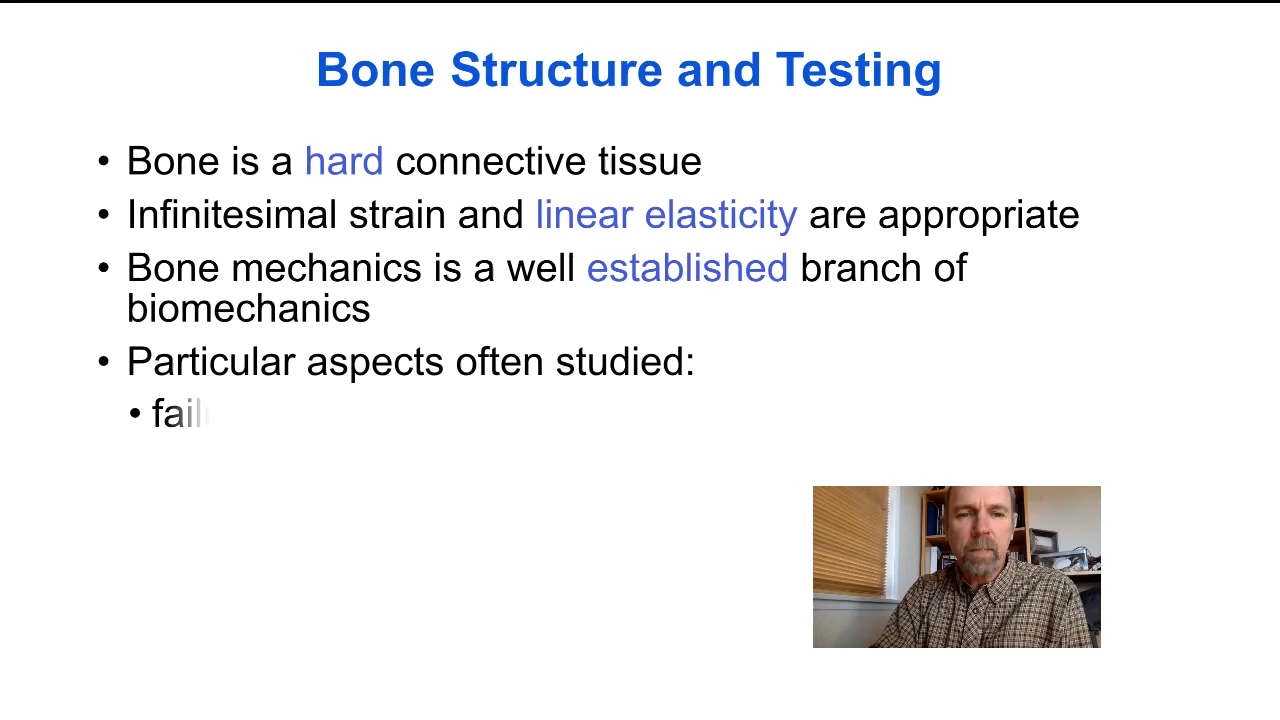 Bone Structure and Testing
• Bone is a hard connective tissue
• Infinitesimal strain and linear elasticity are appropriate
• Bone mechanics is a well established branch of
biomechanics
• Particular aspects often studied:
• fail